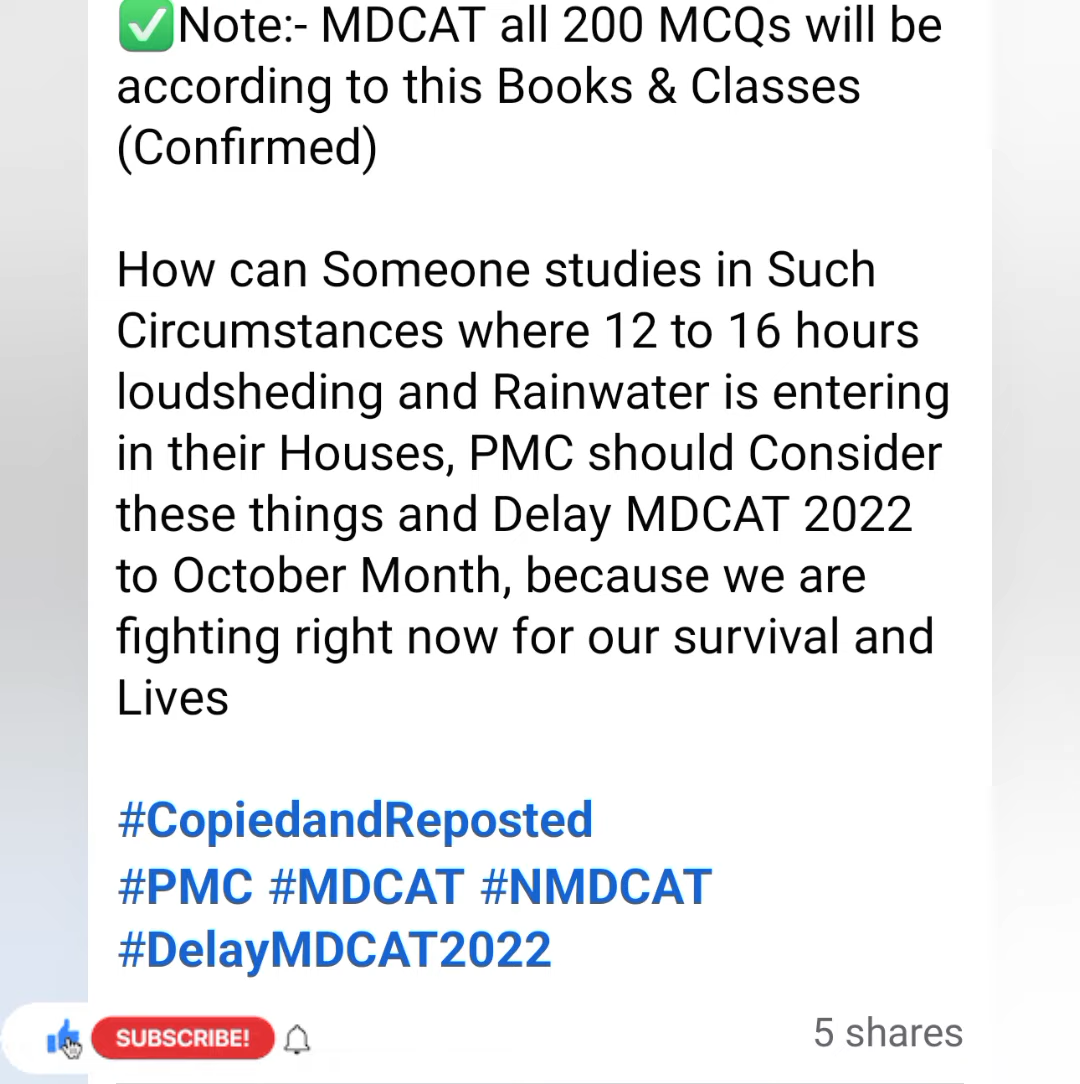 ✅Note:- MDCAT all 200 MCQs will be
according to this Books & Classes
(Confirmed)
How can Someone studies in Such
Circumstances where 12 to 16 hours
loudsheding and Rainwater is entering
in their Houses, PMC should Consider
these things and Delay MDCAT 2022
to October Month, because we are
fighting right now for our survival and
Lives
#CopiedandReposted
#PMC #MDCAT #NMDCAT
#DelayMDCAT2022
SUBSCRIBE!
5 shares